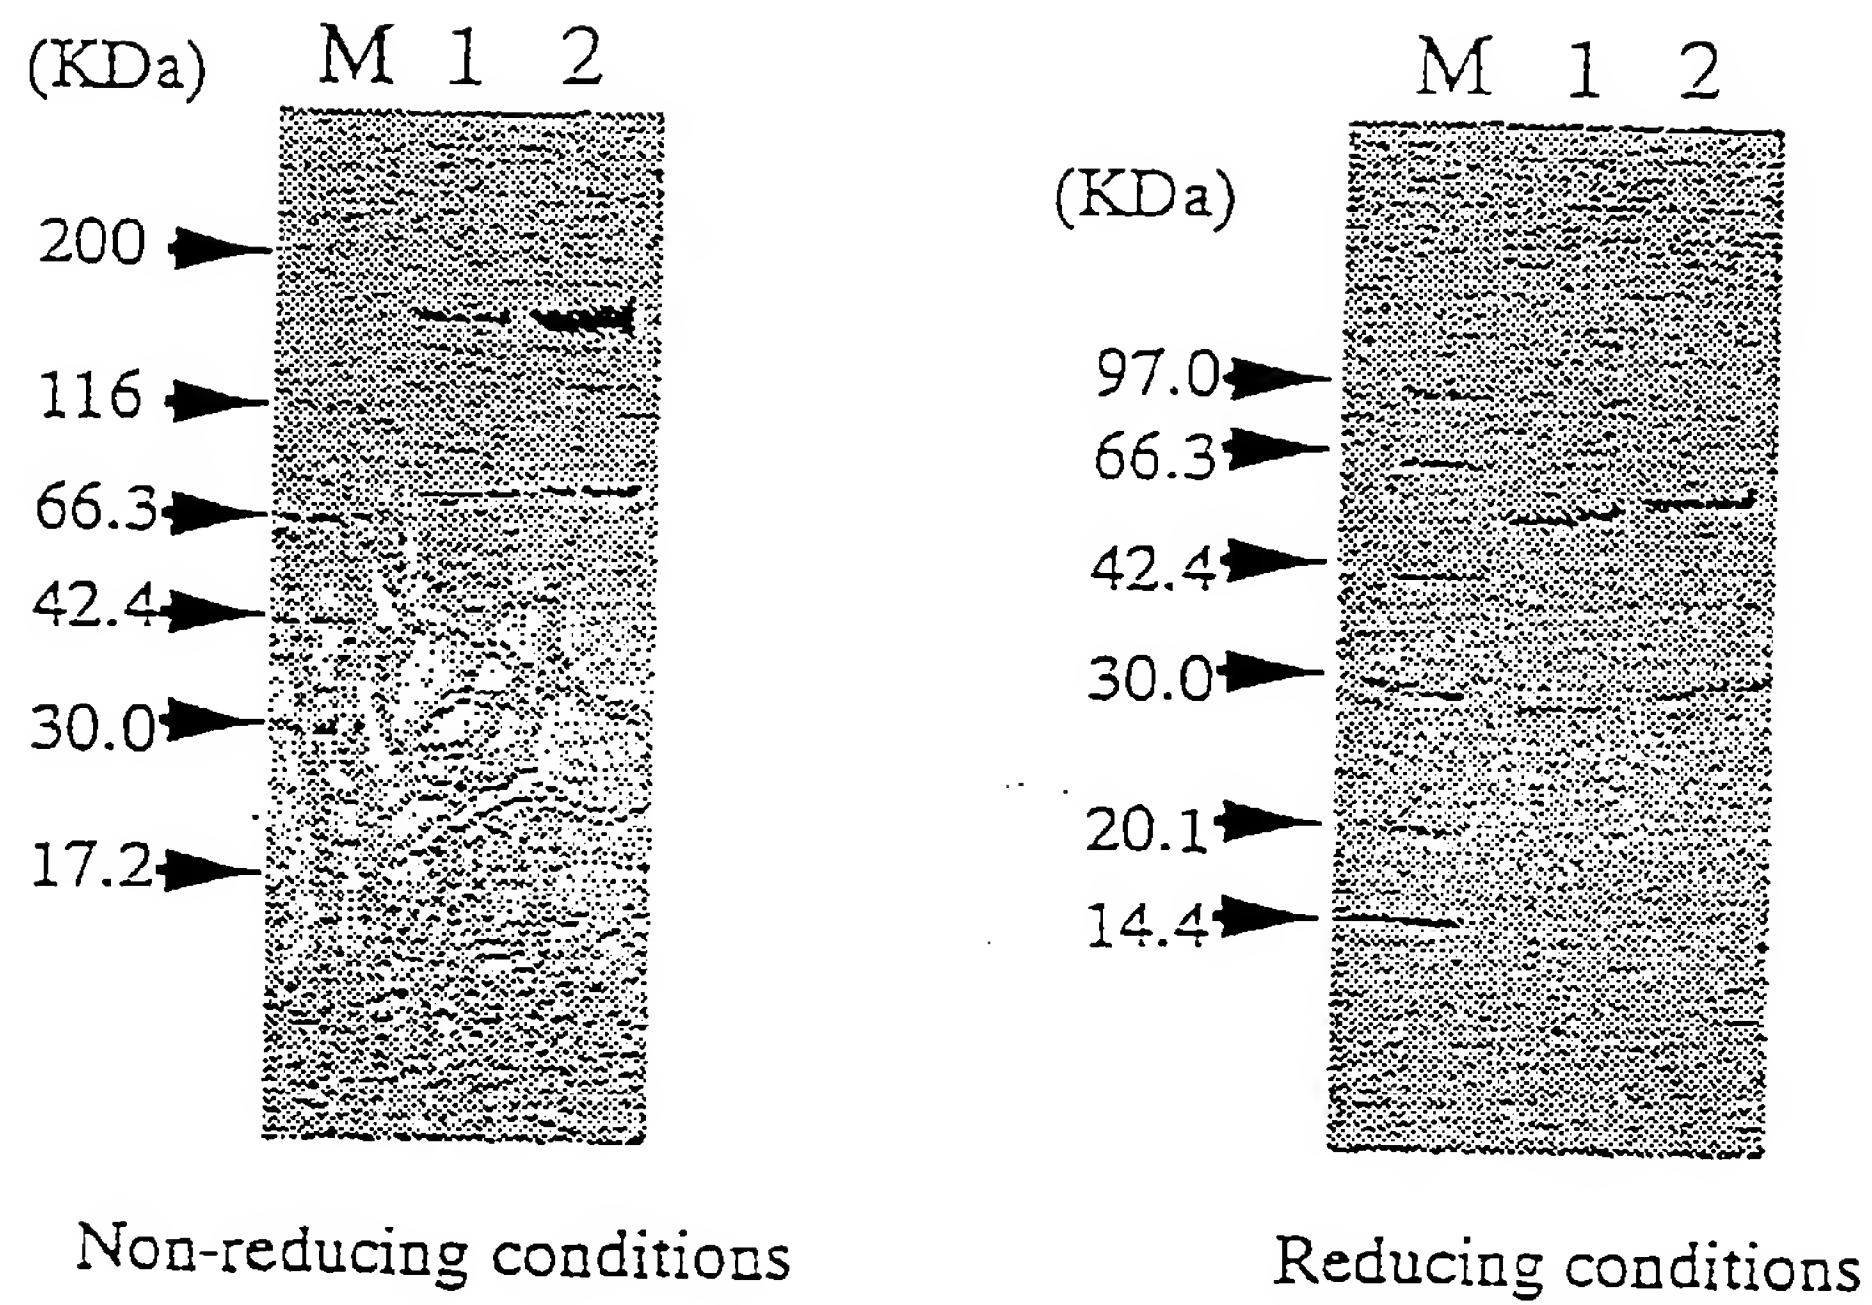 (KDa) M 1 2
200
116
66.3
42.4
30.0
17.2
Non-reducing conditions
M 1 2
(KDa)
97.0
66.3
42.4
30.0
20.1
14.4
Reducing conditions